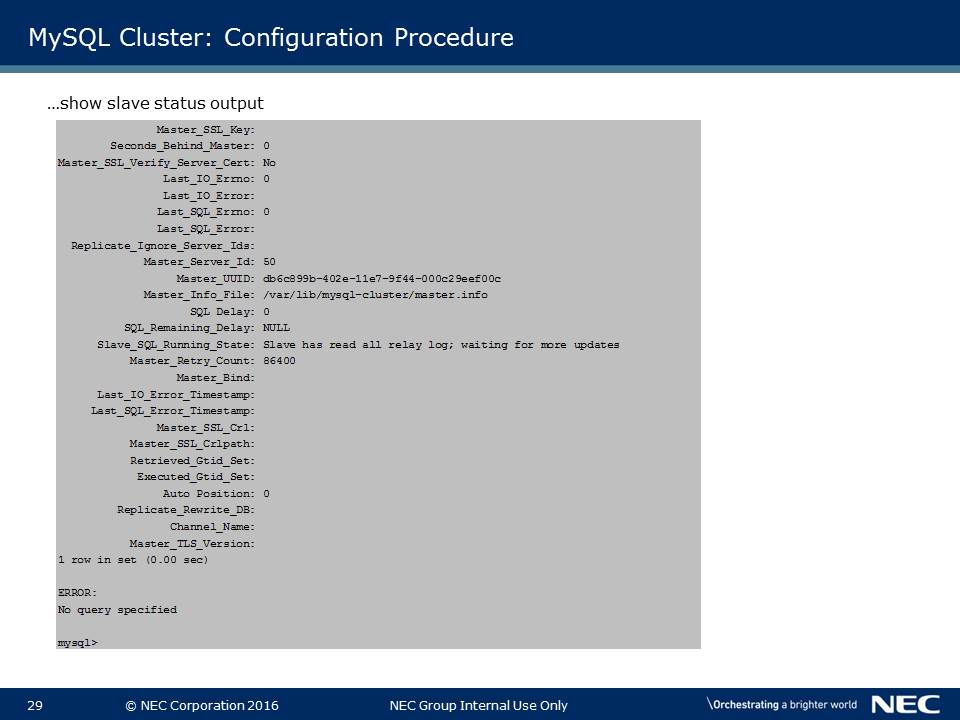 MySQL Cluster: Configuration Procedure
…show slave status output
Master_SSL_Key:
Seconds_Behind_Master: 0
Master_SSL_Verify_Server_Cert: No
Last_IO_Errno: 0
Last_IO_Error:
Last_SQL_Errno: 0
Last_SQL_Error:
Replicate_Ignore_Server_Ids:
Master_Server_Id: 50
Master_UUID: db6c899b-402e-11e7-9f44-000c29eef00c
Master_Info_File: /var/lib/mysql-cluster/master.info
SQL Delay: 0
SQL_Remaining_Delay: NULL
Slave_SQL_Running_State: Slave has read all relay log; waiting for more updates
Master_Retry_Count: 86400
Master_Bind:
Last_IO_Error_Timestamp:
Last_SQL_Error_Timestamp:
Master_SSL_Crl:
Master_SSL_Crlpath:
Retrieved_Gtid_Set:
Executed_Gtid_Set:
Auto Position: 0
Replicate_Rewrite_DB:
Channel_Name:
Master_TLS_Version:
1 row in set (0.00 sec)
ERROR:
No query specified
mysql>
29 © NEC Corporation 2016 NEC Group Internal Use Only \Orchestrating a brighter world NEC